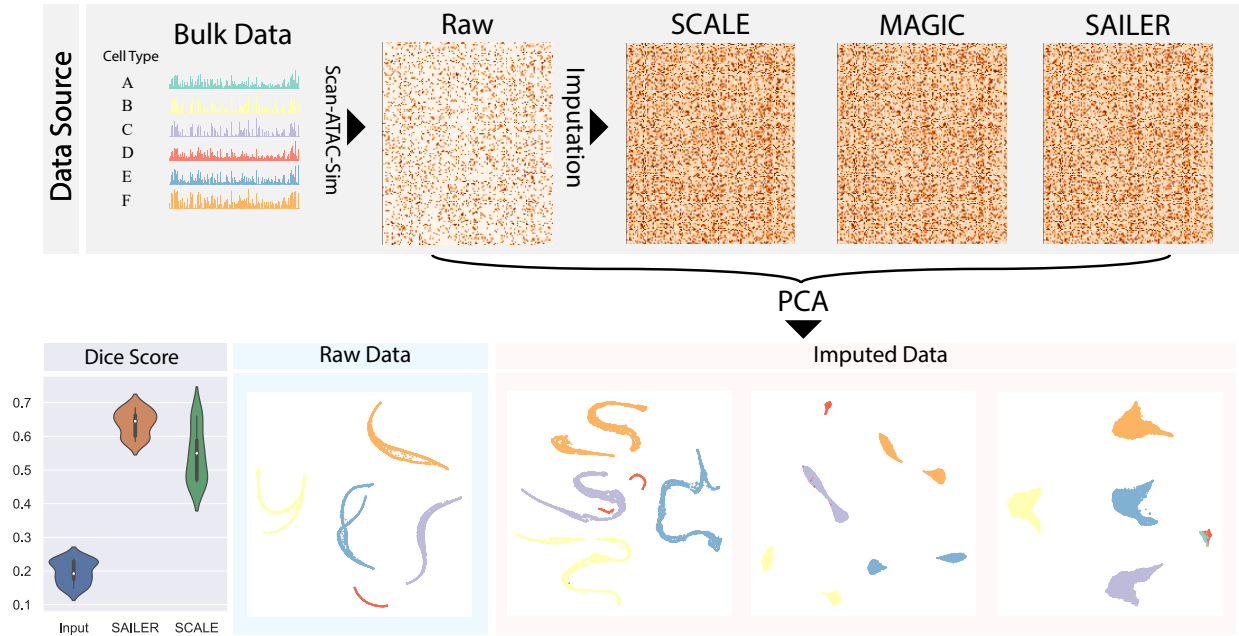 Data Source
Bulk Data
Cell Type
A
B
C
D
E
F
Scan-ATAC-Sim
Raw
Imputation
SCALE
MAGIC
SAILER
PCA
Dice Score
0.7
0.6
0.5
0.4
0.3
0.2
0.1
Input
SAILER
SCALE
Raw Data
Imputed Data